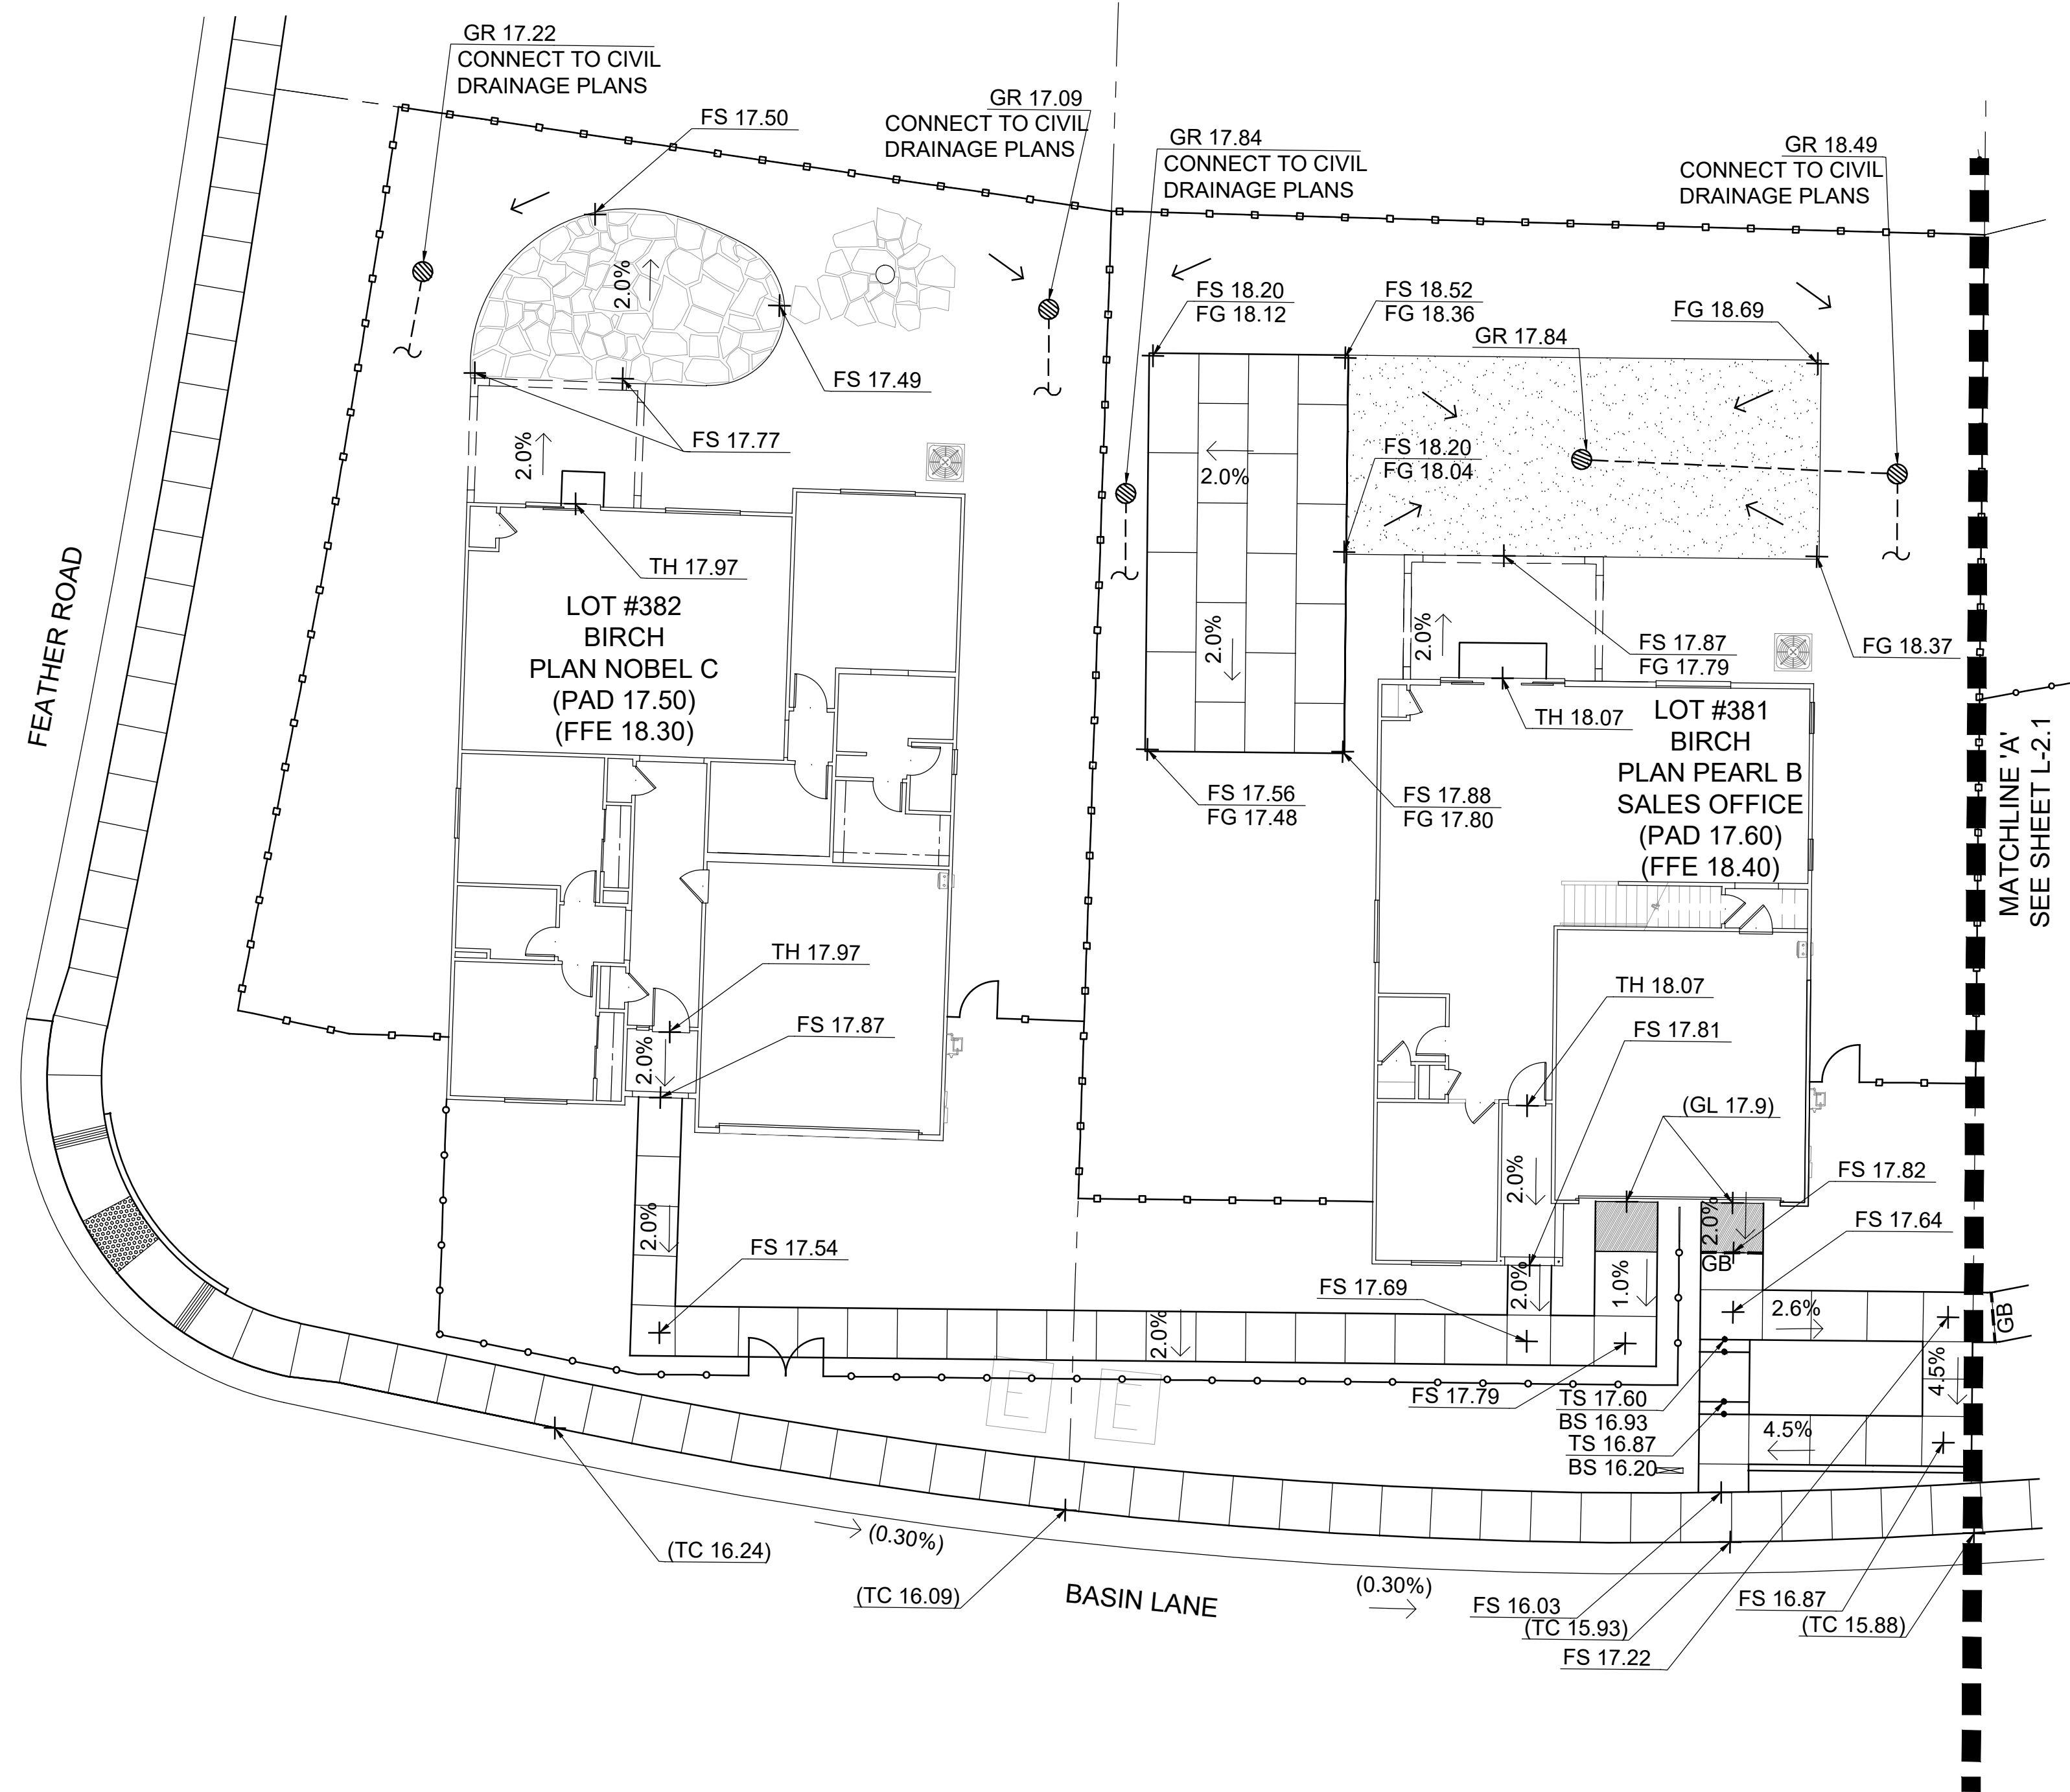 GR 17.22
CONNECT TO CIVIL
DRAINAGE PLANS
FS 17.50
GR 17.09
CONNECT TO CIVIL
DRAINAGE PLANS
GR 17.84
CONNECT TO CIVIL
DRAINAGE PLANS
GR 18.49
CONNECT TO CIVIL
DRAINAGE PLANS
2.0%
FS 18.20
FG 18.12
FS 18.52
FG 18.36
GR 17.84
FG 18.69
FS 17.49
FS 17.77
2.0%
2.0%
FS 18.20
FG 18.04
TH 17.97
LOT #382
BIRCH
PLAN NOBEL C
(PAD 17.50)
(FFE 18.30)
FEATHER ROAD
2.0%
2.0%
FS 17.87
FG 17.79
FG 18.37
TH 18.07
LOT #381
BIRCH
PLAN PEARL B
SALES OFFICE
(PAD 17.60)
(FFE 18.40)
FS 17.56
FG 17.48
FS 17.88
FG 17.80
MATCHLINE 'A'
SEE SHEET L-2.1
TH 17.97
FS 17.87
2.0%
TH 18.07
FS 17.81
(GL 17.9)
2.0%
FS 17.82
2.0%
GB
FS 17.64
2.0%
FS 17.54
FS 17.69
2.0%
1.0%
2.6%
GB
2.0%
4.5%
FS 17.79
TS 17.60
BS 16.93
TS 16.87
BS 16.20
4.5%
E
E
(TC 16.24)
(0.30%)
(TC 16.09)
BASIN LANE
(0.30%)
FS 16.03
(TC 15.93)
FS 17.22
FS 16.87
(TC 15.88)